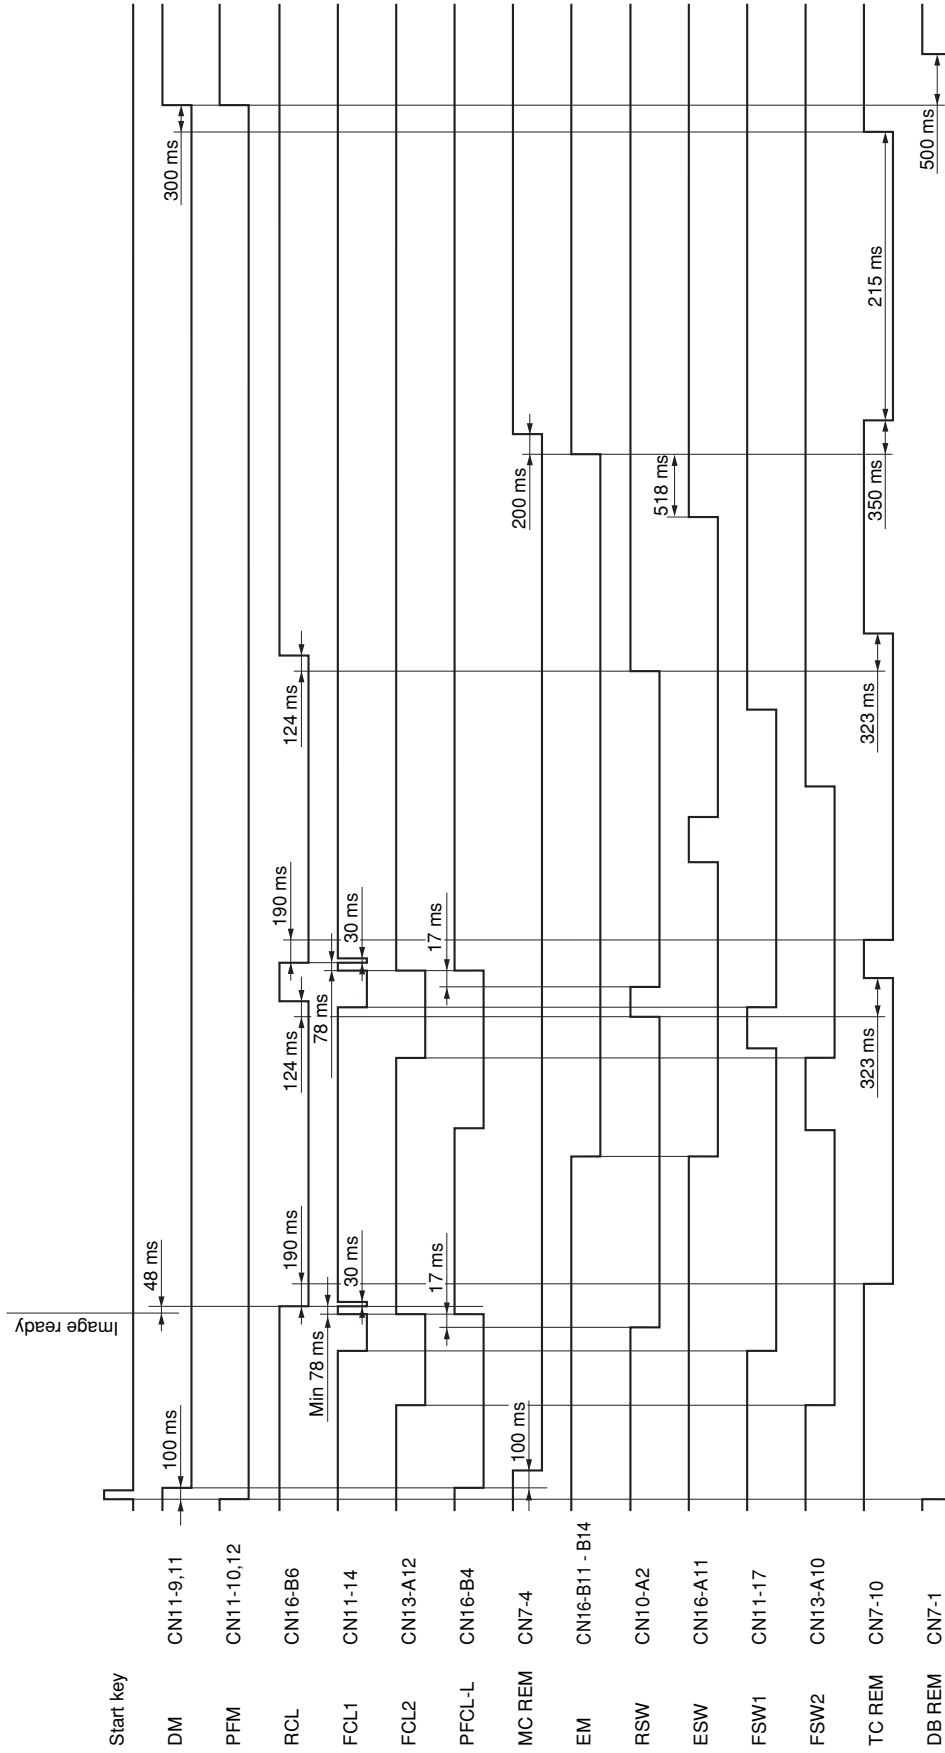 Start key
DM CN11-9,11
PFM CN11-10,12
RCL CN16-B6
FCL1 CN11-14
FCL2 CN13-A12
PFCL-L CN16-B4
MC REM CN7-4
EM CN16-B11 - B14
RSW CN10-A2
ESW CN16-A11
FSW1 CN11-17
FSW2 CN13-A10
TC REM CN7-10
DB REM CN7-1
Image ready
100 ms
48 ms
300 ms
190 ms
124 ms
190 ms
124 ms
Min 78 ms
30 ms
78 ms
30 ms
17 ms
17 ms
100 ms
200 ms
518 ms
323 ms
323 ms
350 ms
215 ms
500 ms